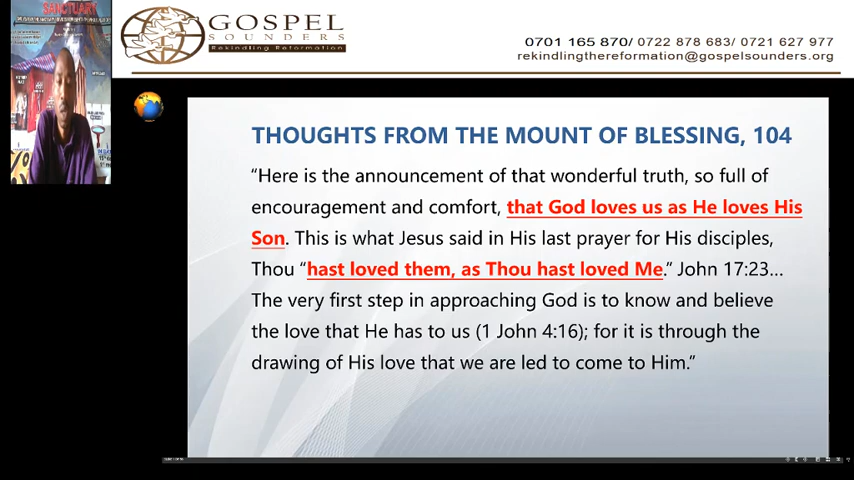 SANCTUARY
GOSPEL
SOUNDERS
Rekindling Reformation
0701 165 870/ 0722 878 683/ 0721 627 977
rekindlingthereformation@gospelsounders.org
THOUGHTS FROM THE MOUNT OF BLESSING, 104
“Here is the announcement of that wonderful truth, so full of
encouragement and comfort, that God loves us as He loves His
Son. This is what Jesus said in His last prayer for His disciples,
Thou “hast loved them, as Thou hast loved Me.” John 17:23...
The very first step in approaching God is to know and believe
the love that He has to us (1 John 4:16); for it is through the
drawing of His love that we are led to come to Him.”